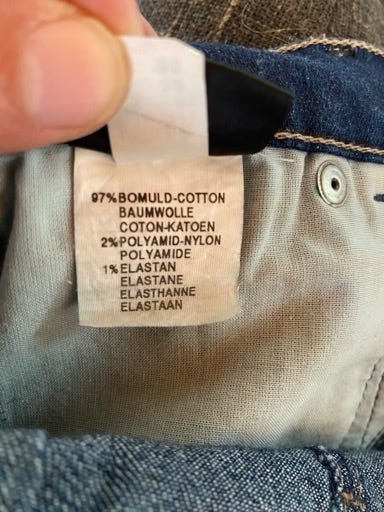 97%BOMULD-COTTON
BAUMWOLLE
COTON-KATOEN
2%POLYAMID-NYLON
POLYAMIDE
1%ELASTAN
ELASTANE
ELASTHANNE
ELASTAAN